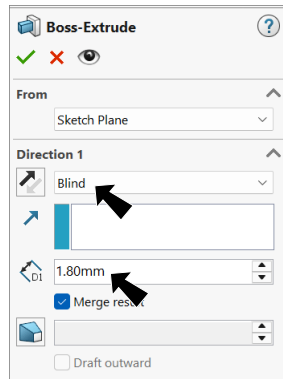 Boss-Extrude
?
From
Sketch Plane
Direction 1
Blind
D1
1.80mm
Merge result
Draft outward